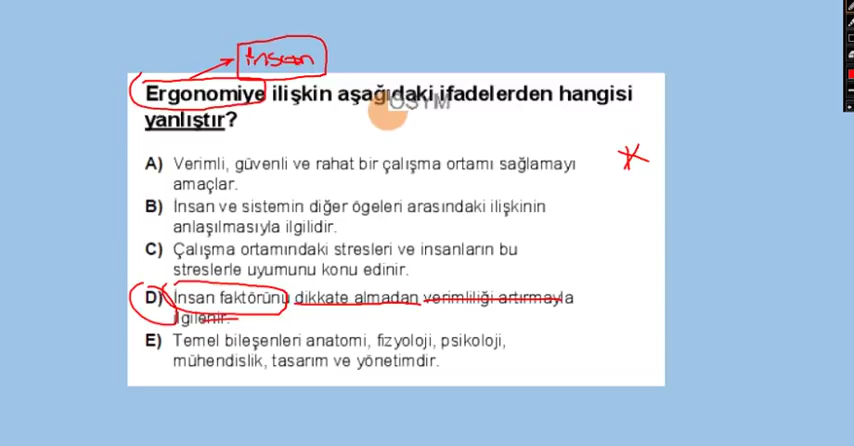 İnsan
Ergonomiye ilişkin aşağıdaki ifadelerden hangisi
ÖSYM
yanlıştır?
A) Verimli, güvenli ve rahat bir çalışma ortamı sağlamayı
amaçlar.
B) İnsan ve sistemin diğer ögeleri arasındaki ilişkinin
anlaşılmasıyla ilgilidir.
C) Çalışma ortamındaki stresleri ve insanların bu
streslerle uyumunu konu edinir.
D) İnsan faktörünü dikkate almadan verimliliği artırmayla
ilgilenir.
E) Temel bileşenleri anatomi, fizyoloji, psikoloji,
mühendislik, tasarım ve yönetimdir.